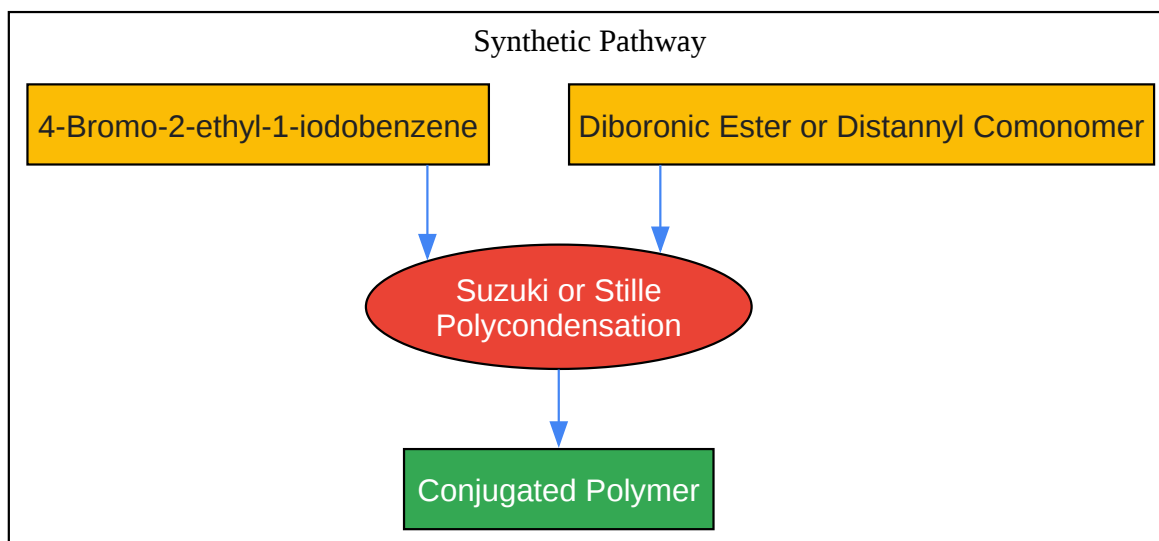 Synthetic Pathway
4-Bromo-2-ethyl-1-iodobenzene
Diboronic Ester or Distannyl Comonomer
Suzuki or Stille
Polycondensation
Conjugated Polymer